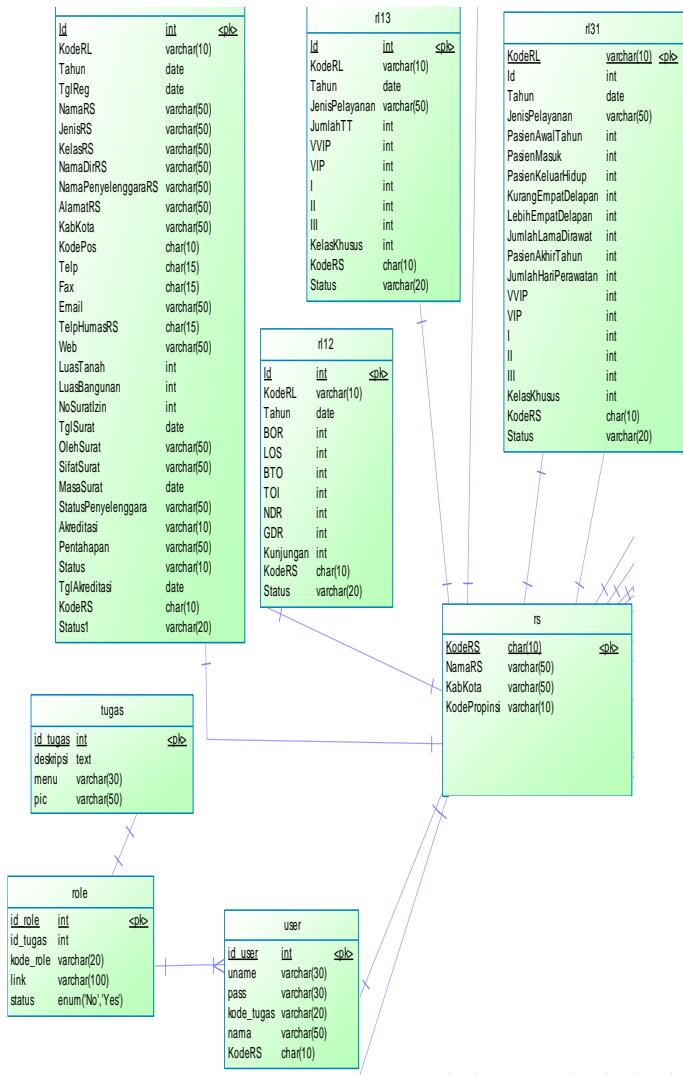 Id int <pk>
KodeRL varchar(10)
Tahun date
TglReg date
NamaRS varchar(50)
JenisRS varchar(50)
KelasRS varchar(50)
NamaDirRS varchar(50)
NamaPenyelenggaraRS varchar(50)
AlamatRS varchar(50)
KabKota varchar(50)
KodePos char(10)
Telp char(15)
Fax char(15)
Email varchar(50)
TelpHumasRS char(15)
Web varchar(50)
LuasTanah int
LuasBangunan int
NoSuratIzin int
TglSurat date
OlehSurat varchar(50)
SifatSurat varchar(50)
MasaSurat date
StatusPenyelenggara varchar(50)
Akreditasi varchar(10)
Pentahapan varchar(50)
Status varchar(10)
TglAkreditasi date
KodeRS char(10)
Status1 varchar(20)
rl13
Id int <pk>
KodeRL varchar(10)
Tahun date
JenisPelayanan varchar(50)
JumlahTT int
VVIP int
VIP int
I int
II int
III int
KelasKhusus int
KodeRS char(10)
Status varchar(20)
rl31
KodeRL varchar(10) <pk>
Id int
Tahun date
JenisPelayanan varchar(50)
PasienAwalTahun int
PasienMasuk int
PasienKeluarHidup int
KurangEmpatDelapan int
LebihEmpatDelapan int
JumlahLamaDirawat int
PasienAkhirTahun int
JumlahHariPerawatan int
VVIP int
VIP int
I int
II int
III int
KelasKhusus int
KodeRS char(10)
Status varchar(20)
rl12
Id int <pk>
KodeRL varchar(10)
Tahun date
BOR int
LOS int
BTO int
TOI int
NDR int
GDR int
Kunjungan int
KodeRS char(10)
Status varchar(20)
rs
KodeRS char(10) <pk>
NamaRS varchar(50)
KabKota varchar(50)
KodePropinsi varchar(10)
tugas
id_tugas int <pk>
deskripsi text
menu varchar(30)
pic varchar(50)
role
id_role int <pk>
id_tugas int
kode_role varchar(20)
link varchar(100)
status enum('No','Yes')
user
id_user int <pk>
uname varchar(30)
pass varchar(30)
kode_tugas varchar(20)
nama varchar(50)
KodeRS char(10)